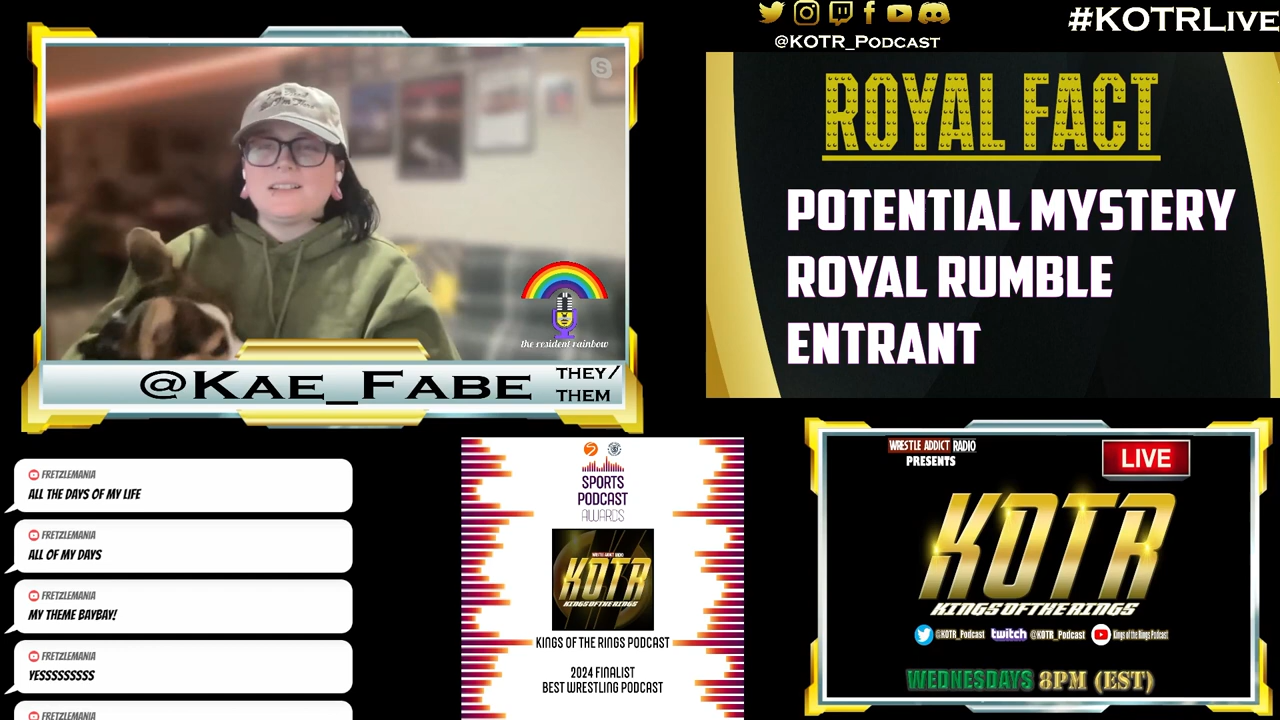 @KOTR_Podcast
#KOTRLive
ROYAL FACT
POTENTIAL MYSTERY
ROYAL RUMBLE
ENTRANT
the resident rainbow
@Kae_Fabe
THEY/
THEM
FRETZLEMANIA
ALL THE DAYS OF MY LIFE
FRETZLEMANIA
ALL OF MY DAYS
FRETZLEMANIA
MY THEME BAYBAY!
FRETZLEMANIA
YESSSSSSSSS
FRETZLEMANIA
SPORTS
PODCAST
AWARDS
WRESTLE ADDICT RADIO
KOTR
KINGS OF THE RINGS
KINGS OF THE RINGS PODCAST
2024 FINALIST
BEST WRESTLING PODCAST
WRESTLE ADDICT RADIO
PRESENTS
LIVE
KOTR
KINGS OF THE RINGS
@KOTR_Podcast
twitch
@KOTR_Podcast
Kings of the Rings Podcast
WEDNESDAYS 8PM (EST)